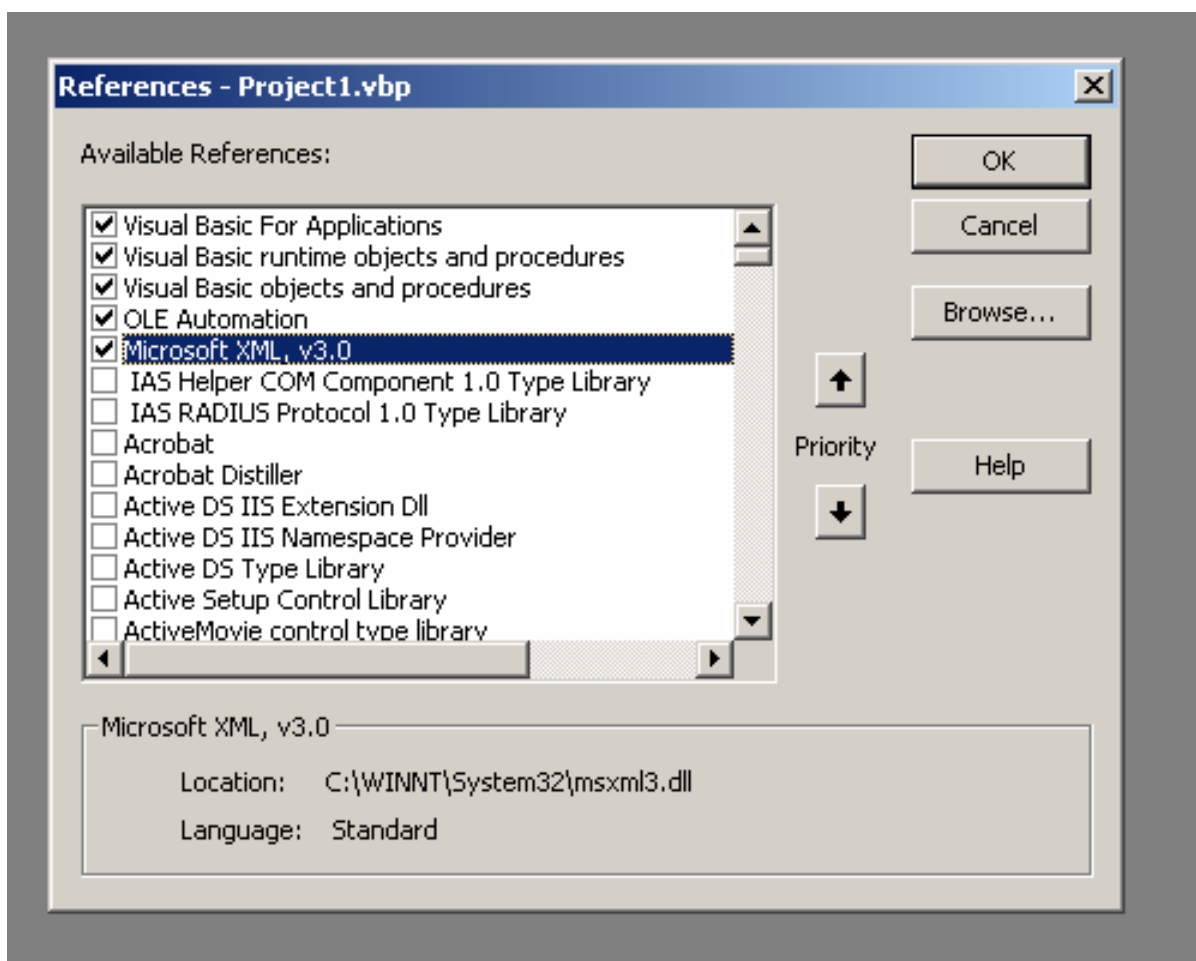 References - Project1.vbp
Available References:
OK
Cancel
Browse...
Priority
Help
Visual Basic For Applications
Visual Basic runtime objects and procedures
Visual Basic objects and procedures
OLE Automation
Microsoft XML, v3.0
IAS Helper COM Component 1.0 Type Library
IAS RADIUS Protocol 1.0 Type Library
Acrobat
Acrobat Distiller
Active DS IIS Extension Dll
Active DS IIS Namespace Provider
Active DS Type Library
Active Setup Control Library
ActiveMovie control type library
Microsoft XML, v3.0
Location: C:\WINNT\System32\msxml3.dll
Language: Standard